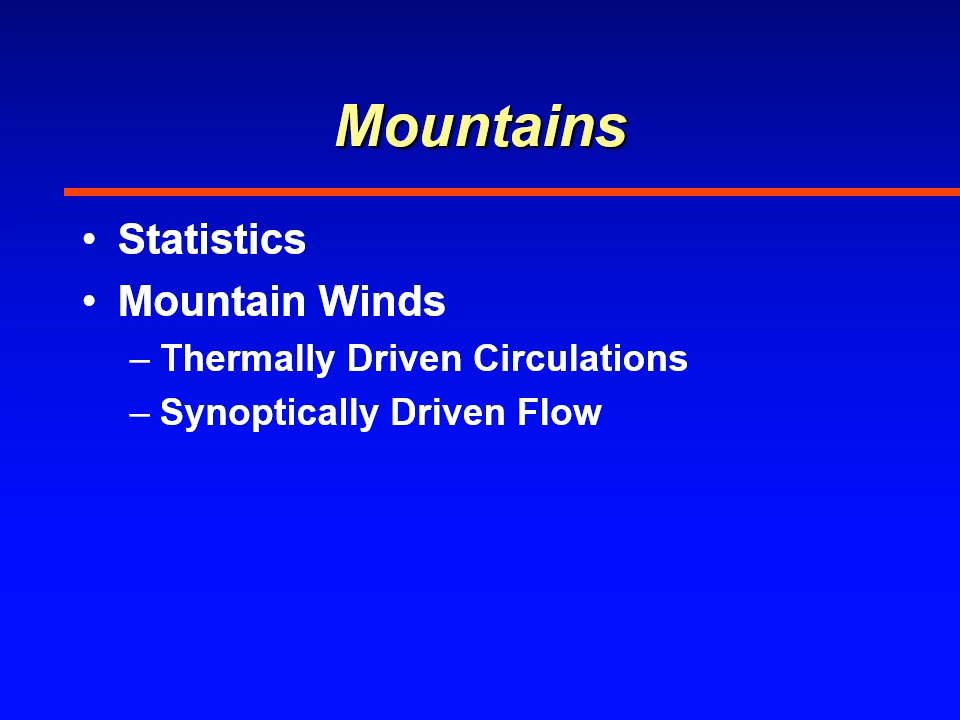 Mountains
• Statistics
• Mountain Winds
– Thermally Driven Circulations
– Synoptically Driven Flow